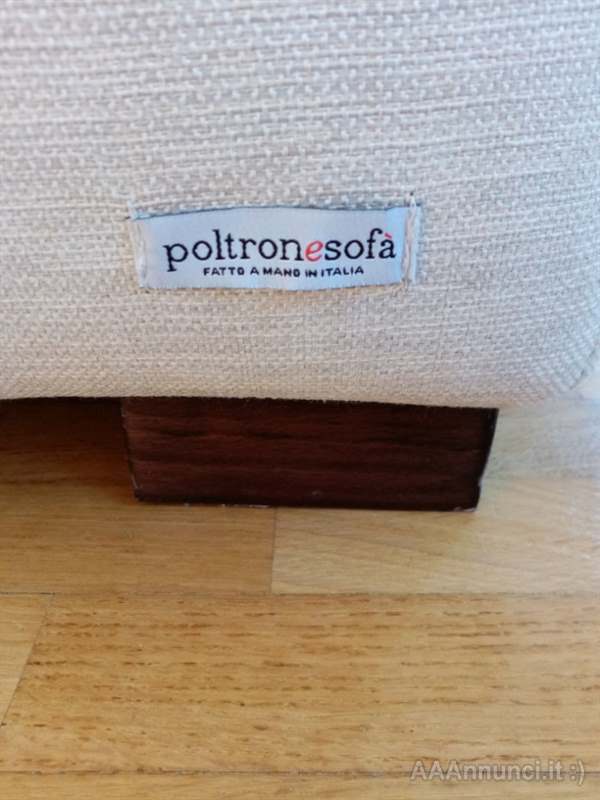 poltronesofà
FATTO A MANO IN ITALIA
AAAnnunci.it :)